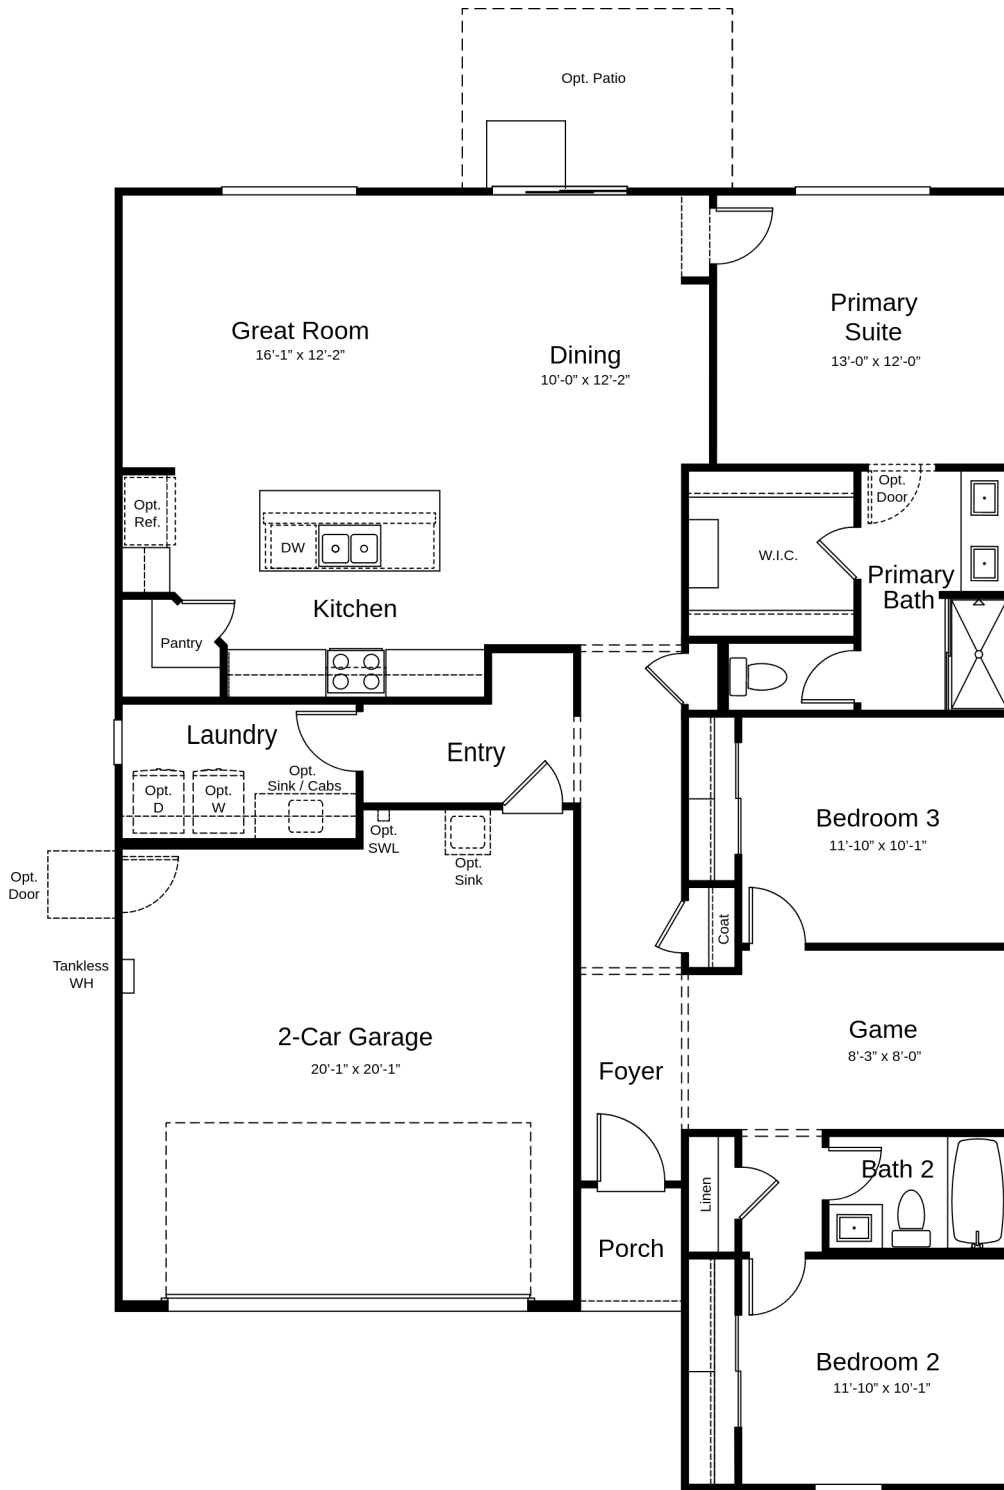 Opt. Patio
Great Room
16’-1” x 12’-2”
Dining
10’-0” x 12’-2”
Primary
Suite
13’-0” x 12’-0”
Opt.
Ref.
DW
Kitchen
Pantry
W.I.C.
Opt.
Door
Primary
Bath
Laundry
Opt.
D
Opt.
W
Opt.
Sink / Cabs
Entry
Opt.
SWL
Opt.
Sink
Bedroom 3
11’-10” x 10’-1”
Opt.
Door
Coat
Tankless
WH
2-Car Garage
20’-1” x 20’-1”
Foyer
Game
8’-3” x 8’-0”
Linen
Bath 2
Porch
Bedroom 2
11’-10” x 10’-1”